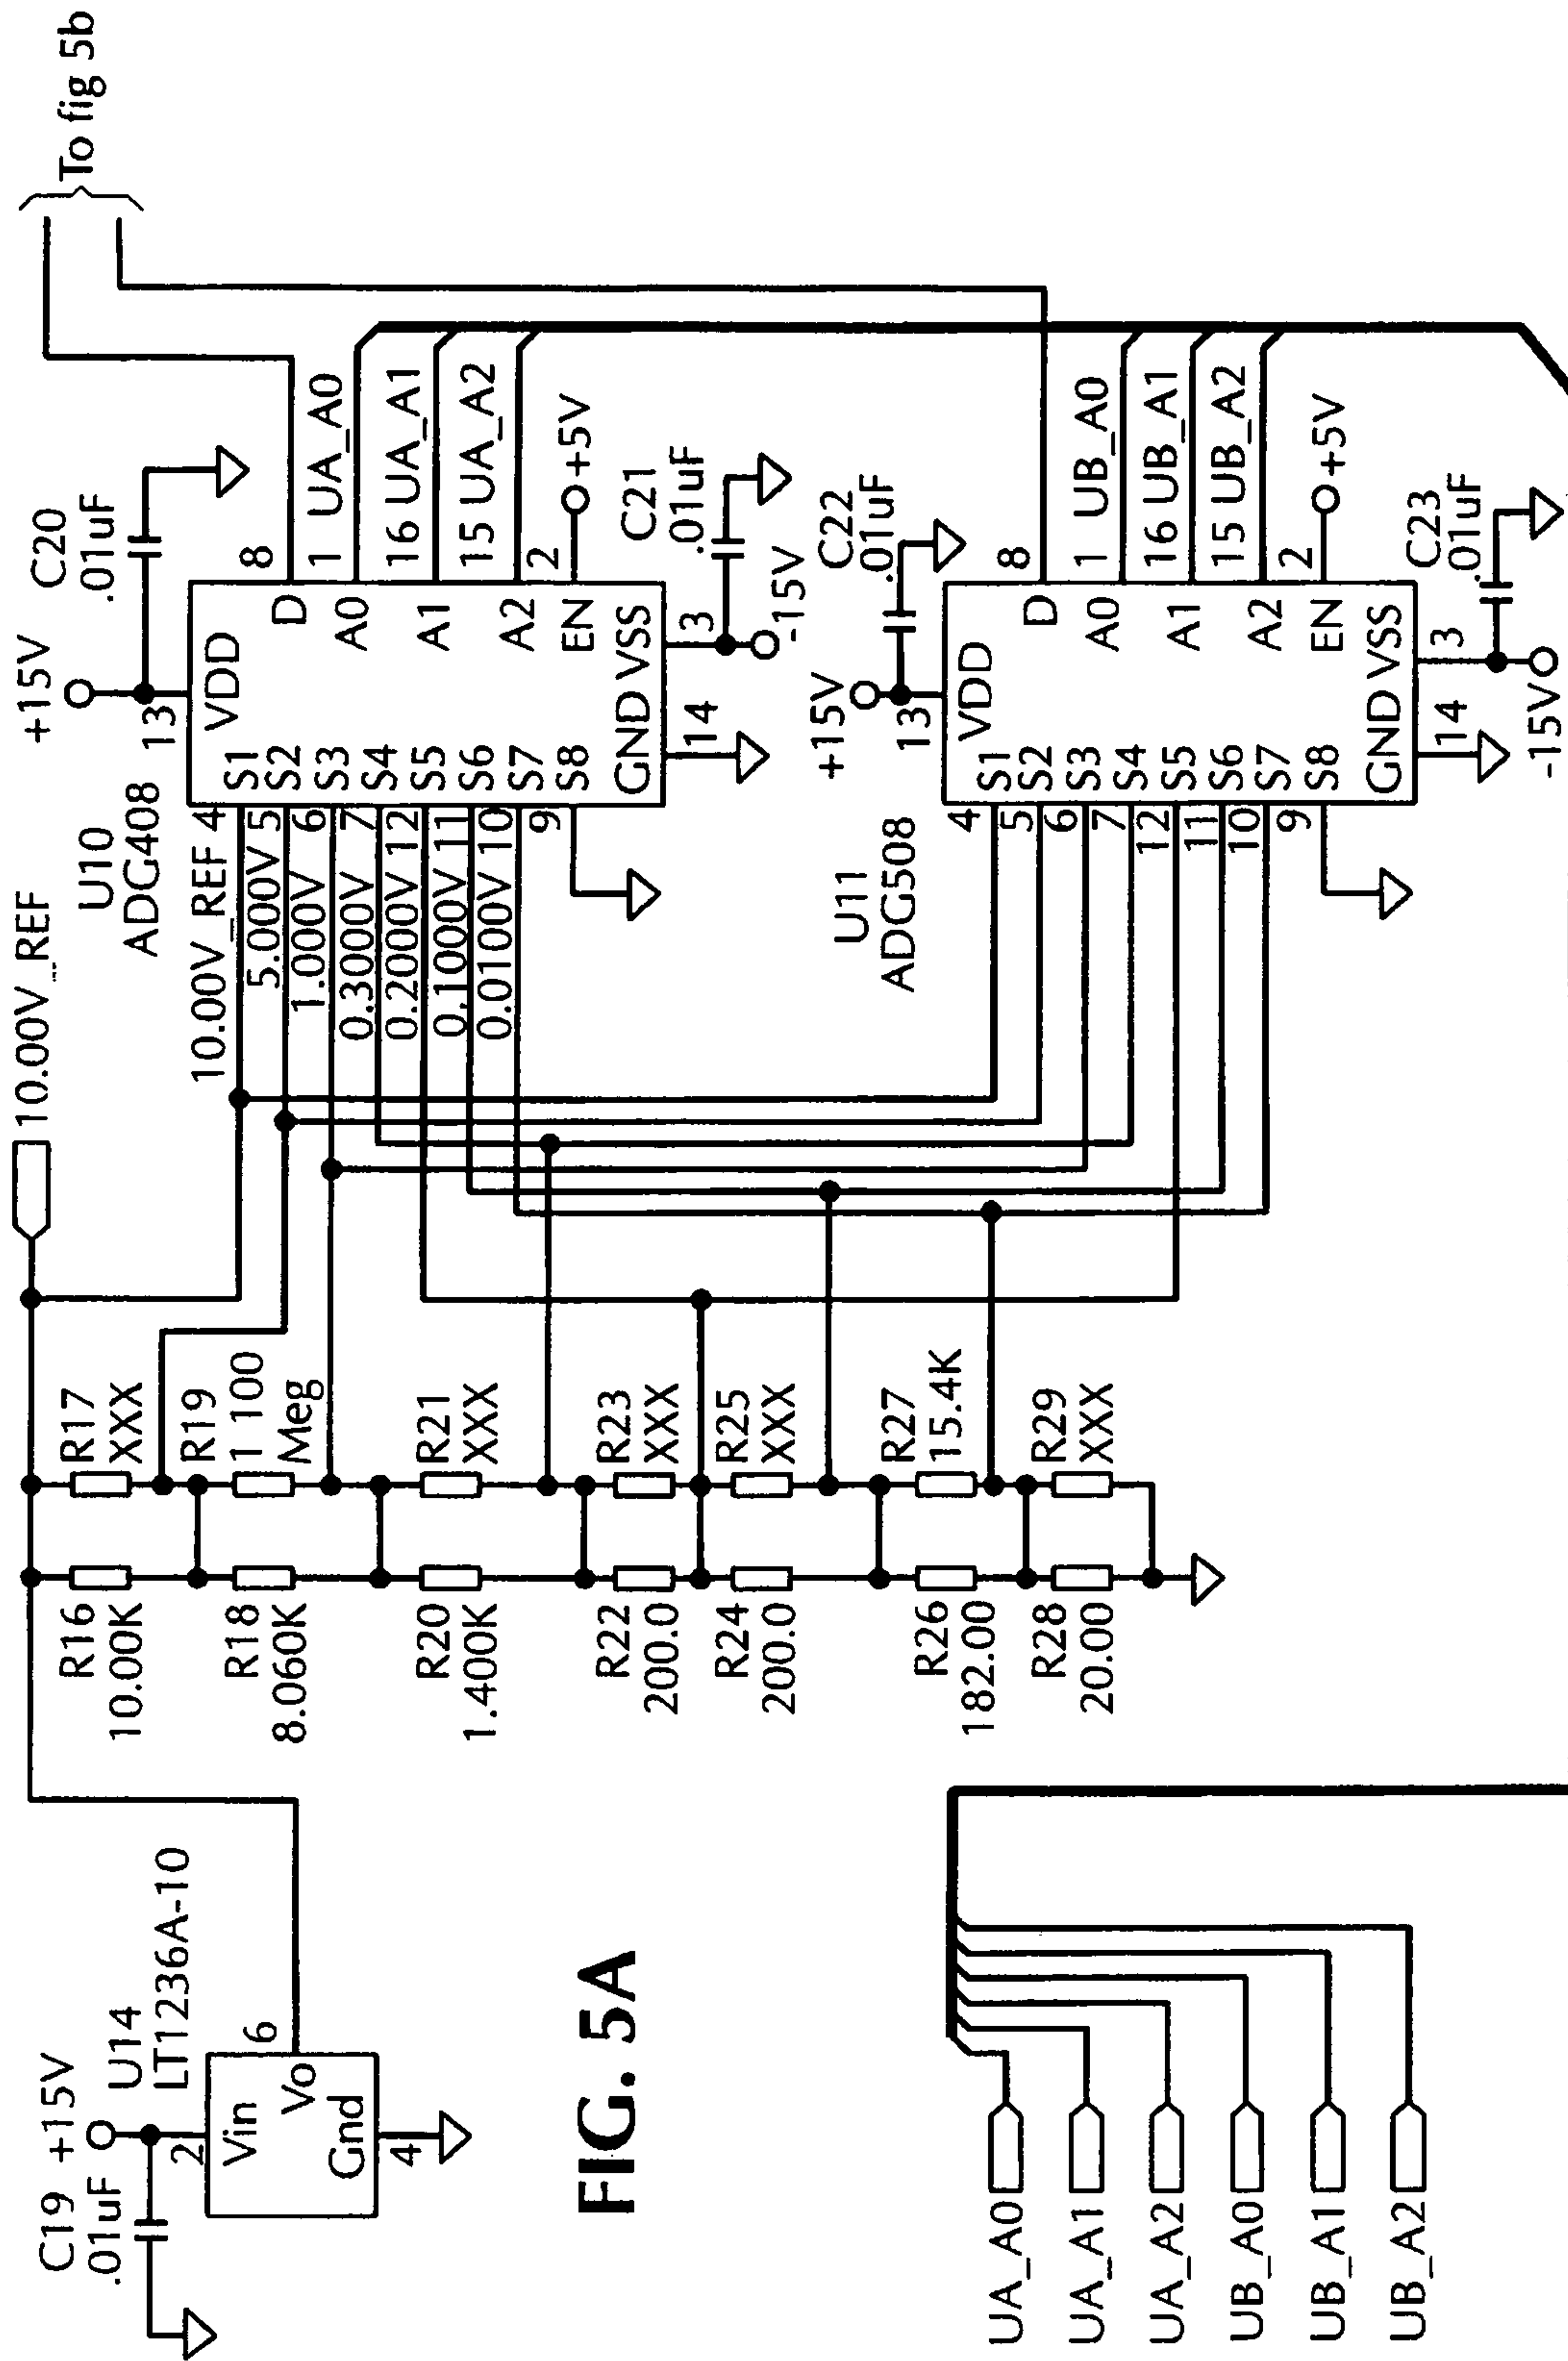 C19 +15V
.01uF
U14
LT1236A-10
2
Vin
Vo
6
Gnd
4
FIG. 5A
UA_A0
UA_A1
UA_A2
UB_A0
UB_A1
UB_A2
R16
10.00K
R17
XXX
R18
8.060K
R19
1 100
Meg
R20
1.400K
R21
XXX
R22
200.0
R23
XXX
R24
200.0
R25
XXX
R26
182.00
R27
15.4K
R28
20.00
R29
XXX
10.00V_REF
U10
ADG408
10.00V_REF 4
5.000V 5
1.000V 6
0.3000V 7
0.2000V 12
0.1000V 11
0.0100V 10
9
S1
S2
S3
S4
S5
S6
S7
S8
+15V
13
VDD
C20
.01uF
D
A0
A1
A2
EN
GND VSS
8
1 UA_A0
16 UA_A1
15 UA_A2
2
+5V
14
3
-15V
C21
.01uF
To fig 5b
U11
ADG508
4
5
6
7
12
11
10
9
S1
S2
S3
S4
S5
S6
S7
S8
+15V
13
VDD
C22
.01uF
D
A0
A1
A2
EN
GND VSS
8
1 UB_A0
16 UB_A1
15 UB_A2
2
+5V
14
3
-15V
C23
.01uF